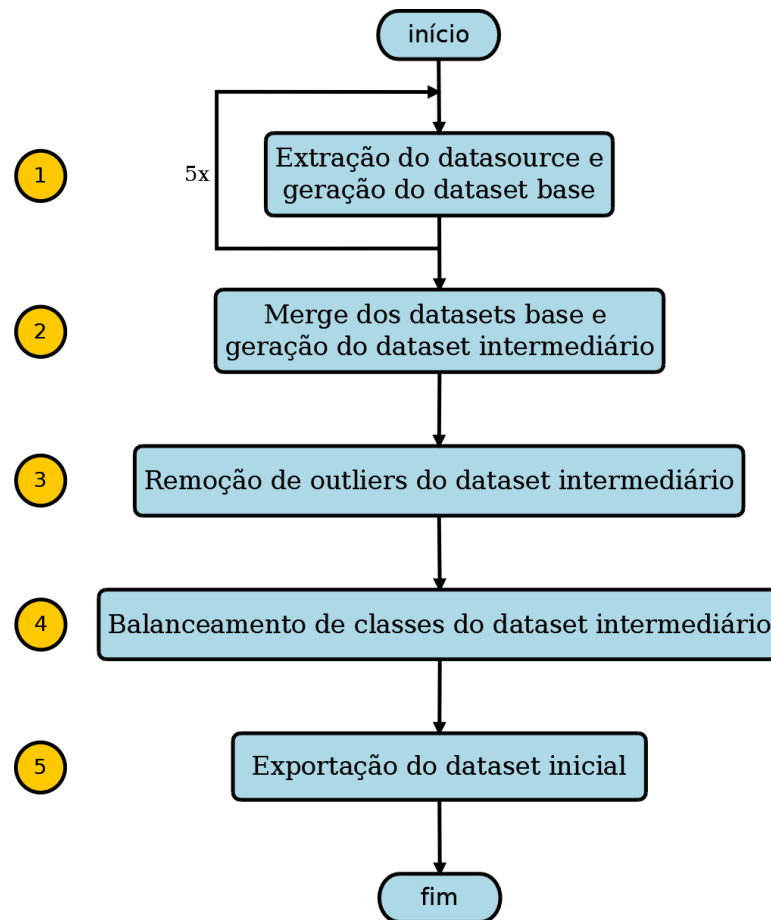 início
5x
1
Extração do datasource e
geração do dataset base
2
Merge dos datasets base e
geração do dataset intermediário
3
Remoção de outliers do dataset intermediário
4
Balanceamento de classes do dataset intermediário
5
Exportação do dataset inicial
fim